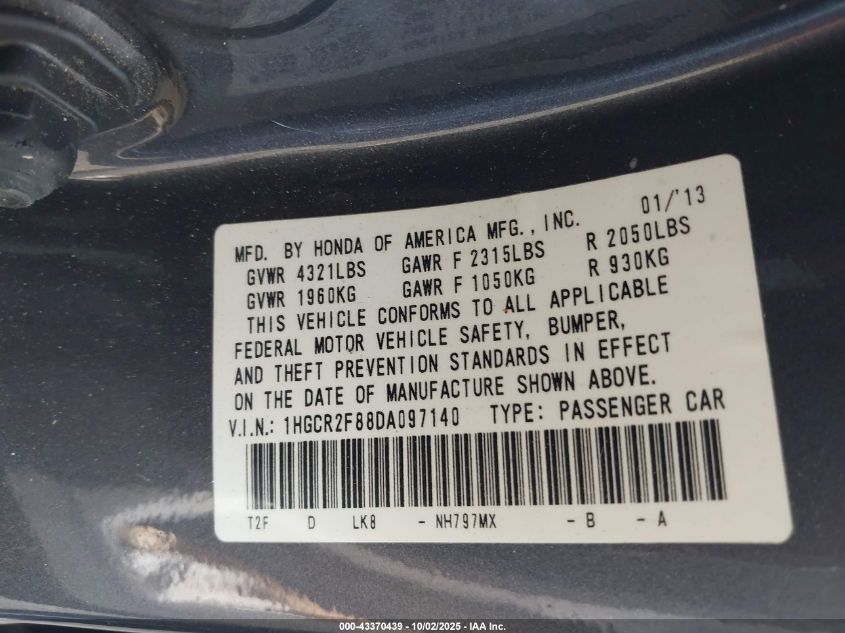 01/'13
MFD. BY HONDA OF AMERICA MFG., INC.
GVWR 4321LBS GAWR F 2315LBS R 2050LBS
GVWR 1960KG GAWR F 1050KG R 930KG
THIS VEHICLE CONFORMS TO ALL APPLICABLE
FEDERAL MOTOR VEHICLE SAFETY, BUMPER,
AND THEFT PREVENTION STANDARDS IN EFFECT
ON THE DATE OF MANUFACTURE SHOWN ABOVE.
V.I.N.: 1HGCR2F88DA097140 TYPE: PASSENGER CAR
T2F D LK8 - NH797MX - B - A
000-43370439 - 10/02/2025 - IAA Inc.